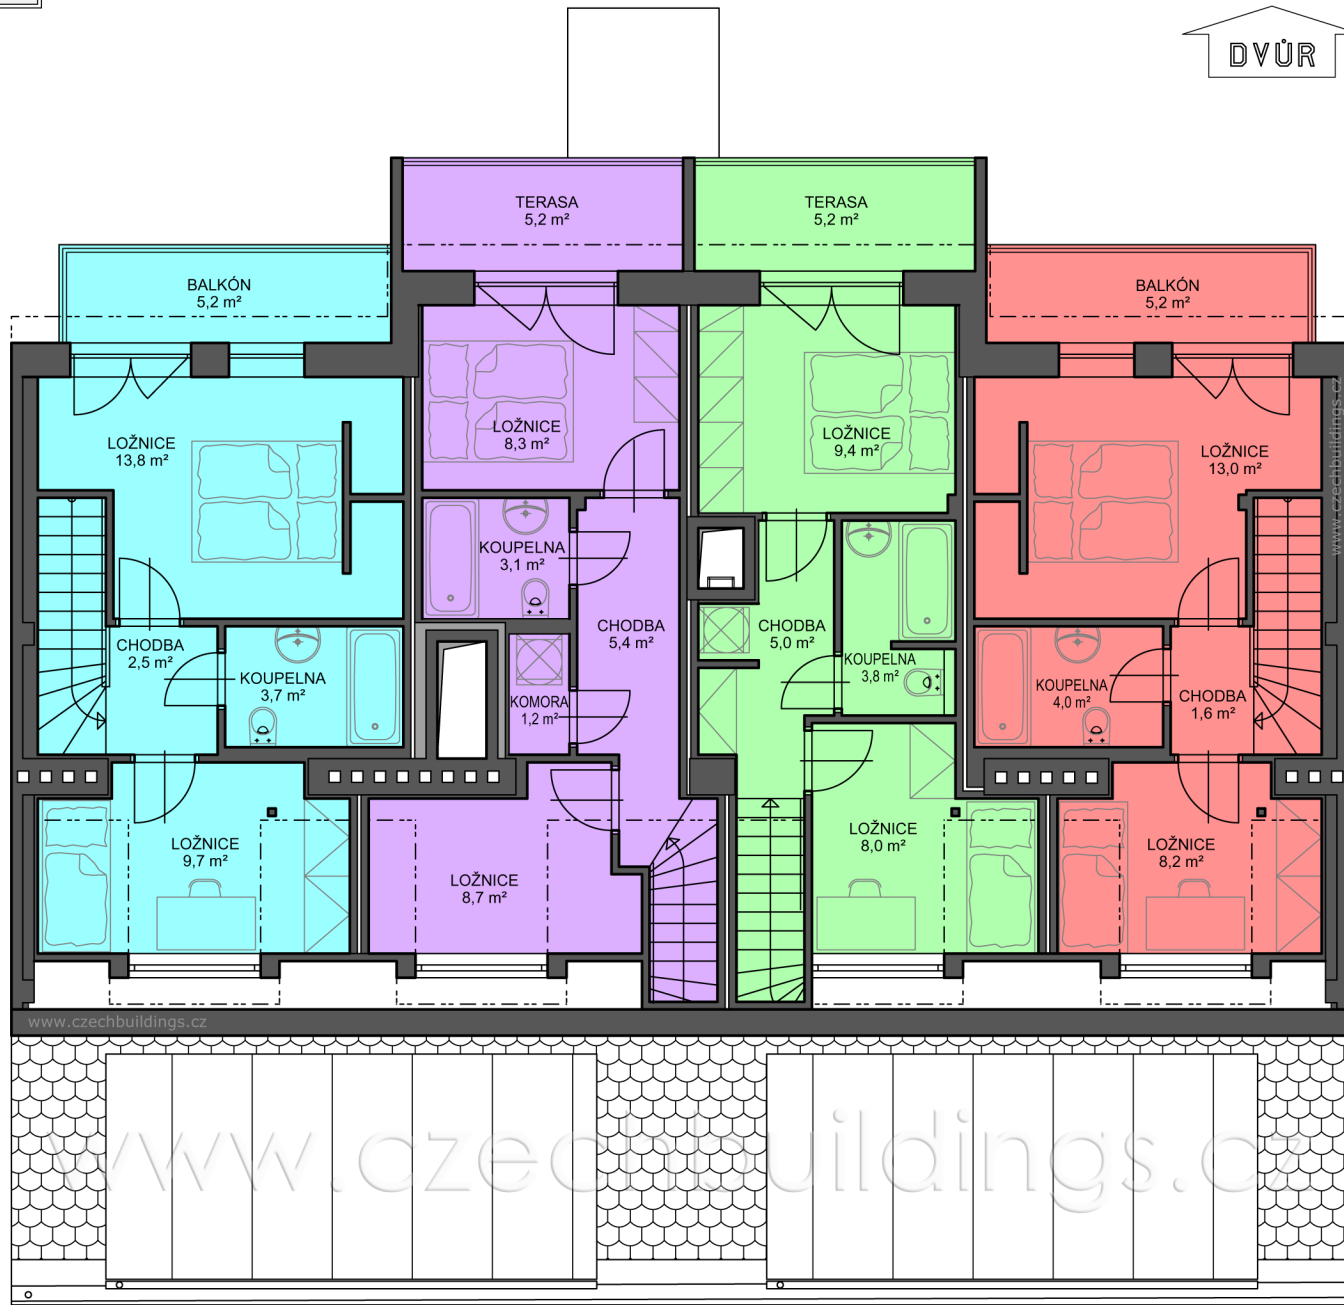 DVŮR
TERASA
5,2 m²
TERASA
5,2 m²
BALKÓN
5,2 m²
BALKÓN
5,2 m²
LOŽNICE
13,8 m²
LOŽNICE
8,3 m²
LOŽNICE
9,4 m²
LOŽNICE
13,0 m²
www.czechbuildings.cz
KOUPELNA
3,1 m²
CHODBA
2,5 m²
KOUPELNA
3,7 m²
CHODBA
5,4 m²
CHODBA
5,0 m²
KOUPELNA
3,8 m²
KOUPELNA
4,0 m²
CHODBA
1,6 m²
KOMORA
1,2 m²
LOŽNICE
9,7 m²
LOŽNICE
8,7 m²
LOŽNICE
8,0 m²
LOŽNICE
8,2 m²
www.czechbuildings.cz
www.czechbuildings.cz